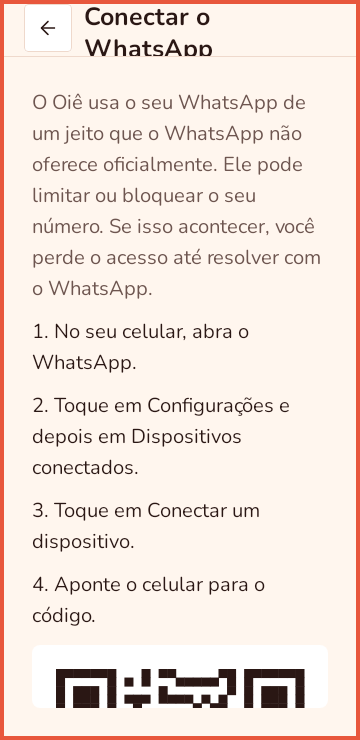 Conectar o
WhatsApp
O Oiê usa o seu WhatsApp de
um jeito que o WhatsApp não
oferece oficialmente. Ele pode
limitar ou bloquear o seu
número. Se isso acontecer, você
perde o acesso até resolver com
o WhatsApp.
1. No seu celular, abra o
WhatsApp.
2. Toque em Configurações e
depois em Dispositivos
conectados.
3. Toque em Conectar um
dispositivo.
4. Aponte o celular para o
código.